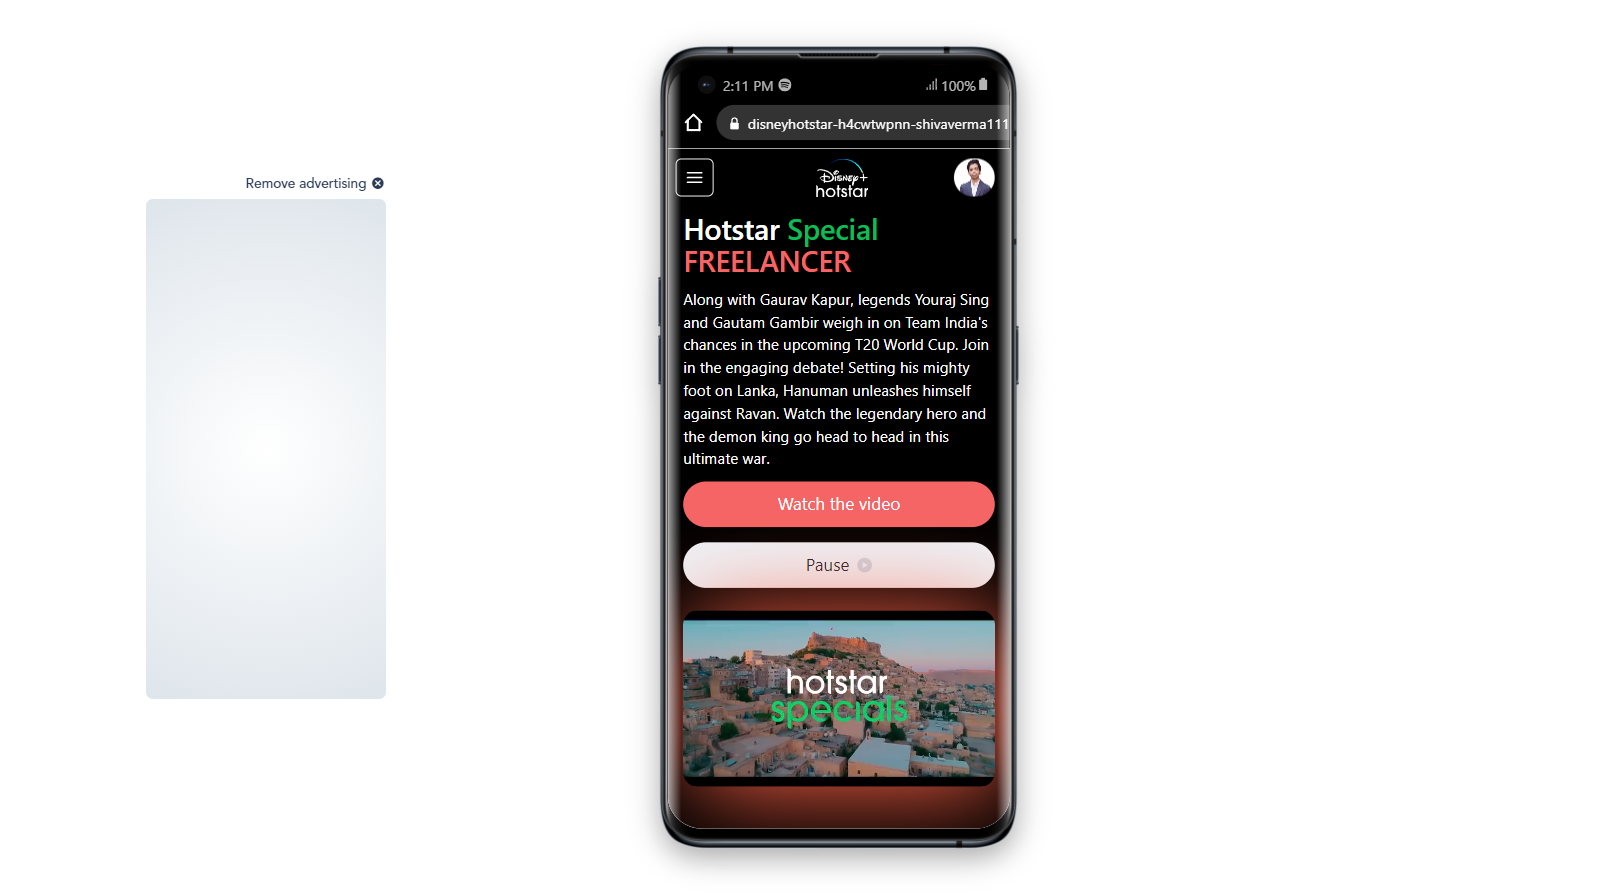 Remove advertising
2:11 PM
100%
disneyhotstar-h4cwtwpnn-shivaverma111
Disney+
hotstar
Hotstar Special
FREELANCER
Along with Gaurav Kapur, legends Youraj Sing
and Gautam Gambir weigh in on Team India's
chances in the upcoming T20 World Cup. Join
in the engaging debate! Setting his mighty
foot on Lanka, Hanuman unleashes himself
against Ravan. Watch the legendary hero and
the demon king go head to head in this
ultimate war.
Watch the video
Pause
hotstar
specials